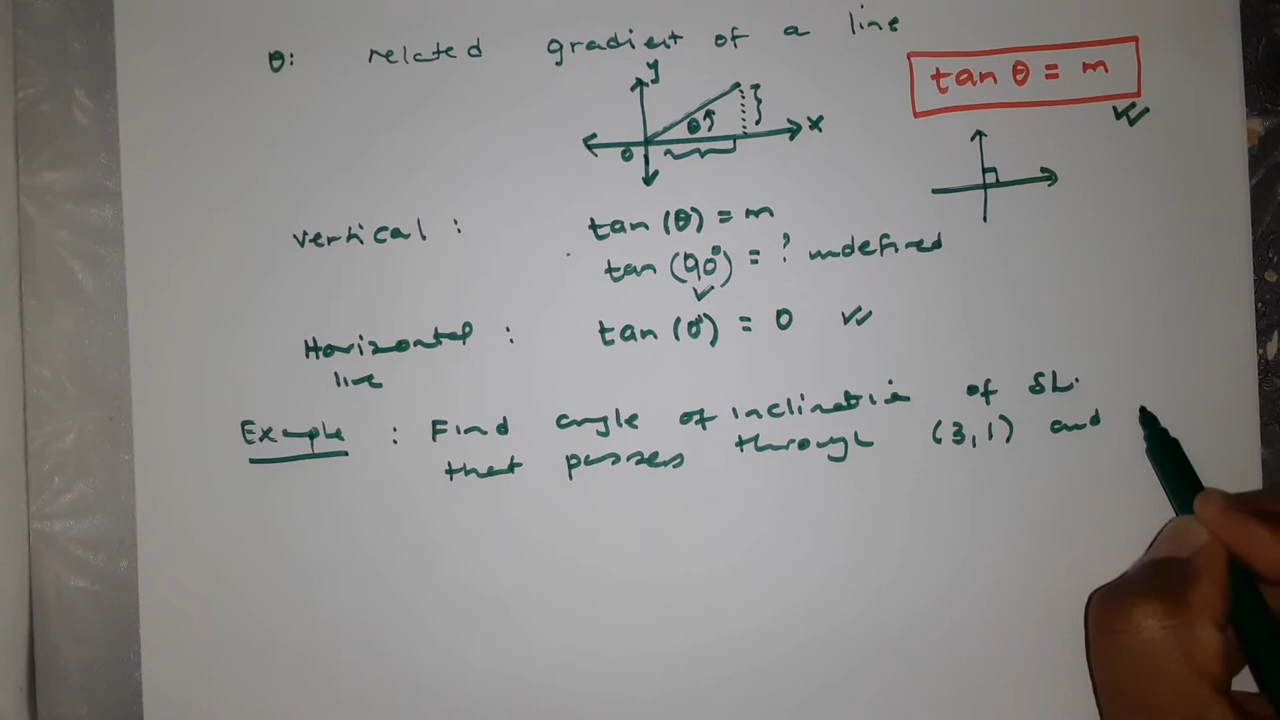 θ: related gradient of a line
tan θ = m
y
θ
x
0
Vertical : tan (θ) = m
tan (90°) = ? undefined
Horizontal : tan (0°) = 0
line
Example : Find angle of inclination of SL.
that passes through (3,1) and